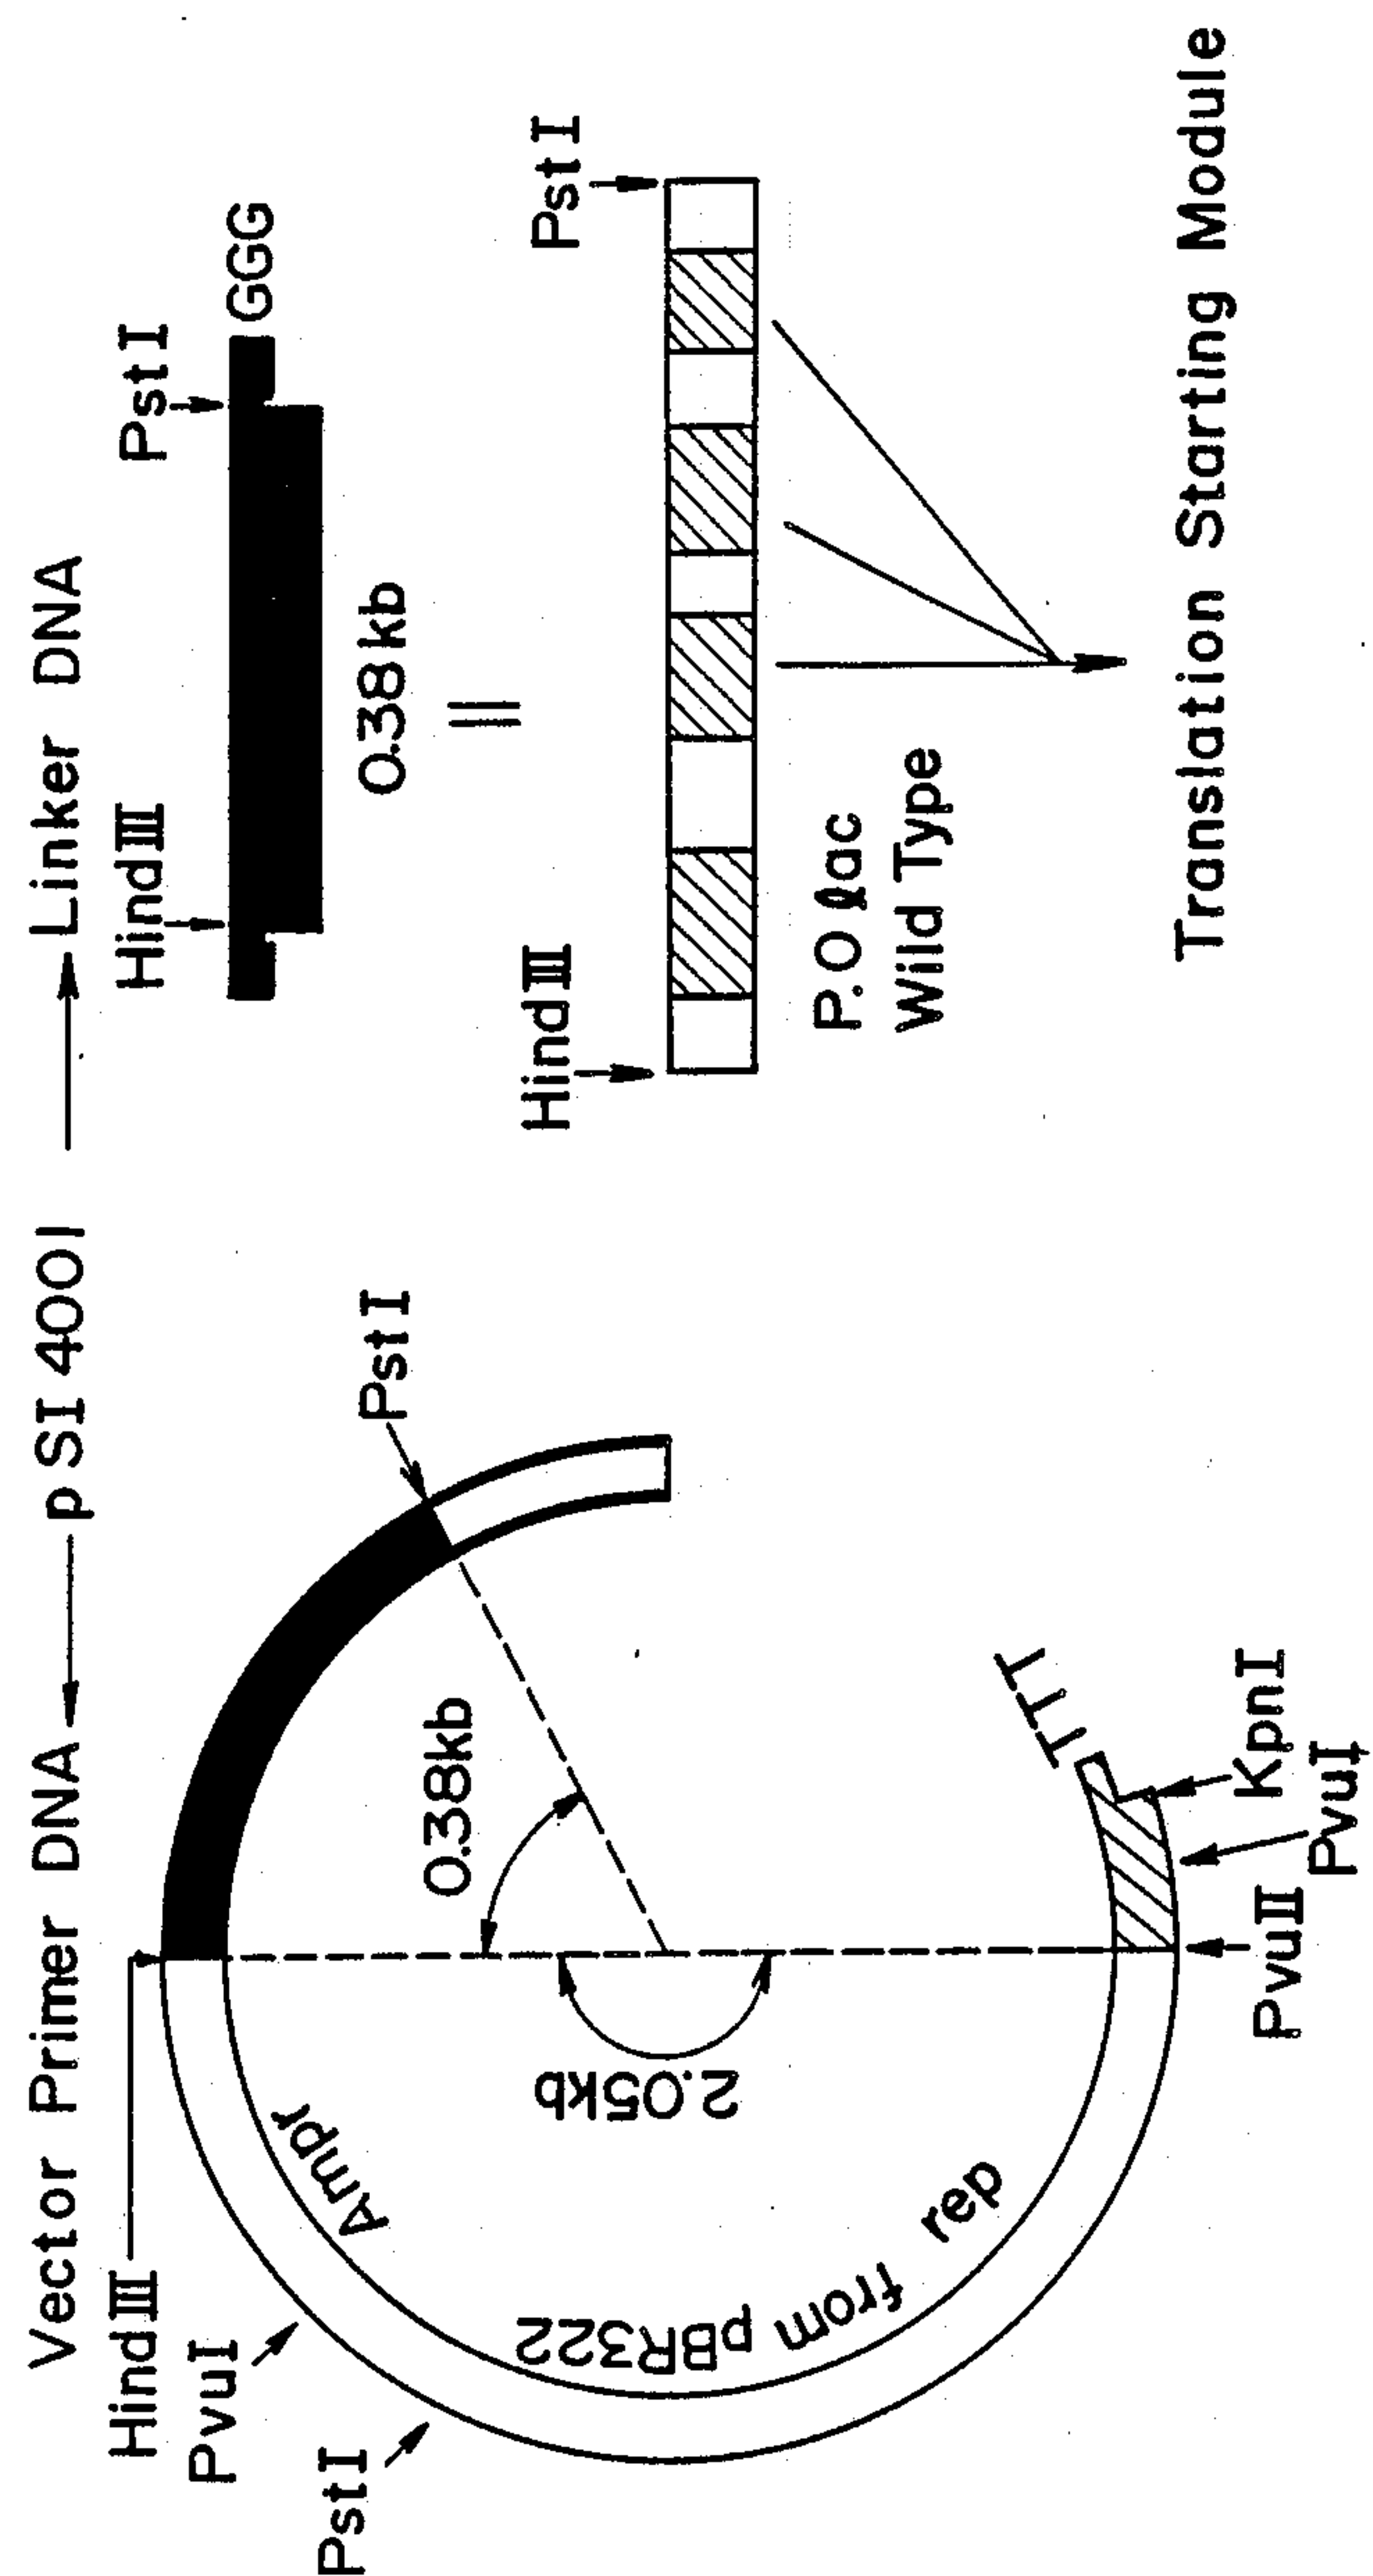 Vector Primer DNA ← pSI 4001 → Linker DNA
HindIII
PvuI
PstI
Ampr
from pBR322
rep
2.05kb
0.38kb
PstI
TTT
KpnI
PvuI
PvuII
HindIII
PstI
GGG
0.38kb
||
HindIII
PstI
P.O lac
Wild Type
Translation Starting Module